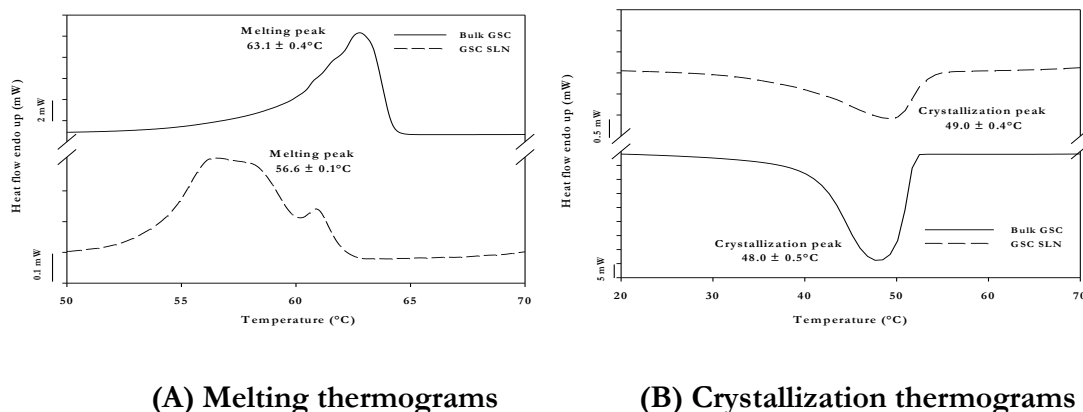 Melting peak
63.1 ± 0.4°C
Bulk GSC
GSC SLN
Heat flow endo up (mW)
2 mW
Melting peak
56.6 ± 0.1°C
0.1 mW
50 55 60 65 70
Temperature (°C)
(A) Melting thermograms
Bulk GSC
GSC SLN
Heat flow endo up (mW)
0.5 mW
Crystallization peak
49.0 ± 0.4°C
Crystallization peak
48.0 ± 0.5°C
5 mW
20 30 40 50 60 70
Temperature (°C)
(B) Crystallization thermograms